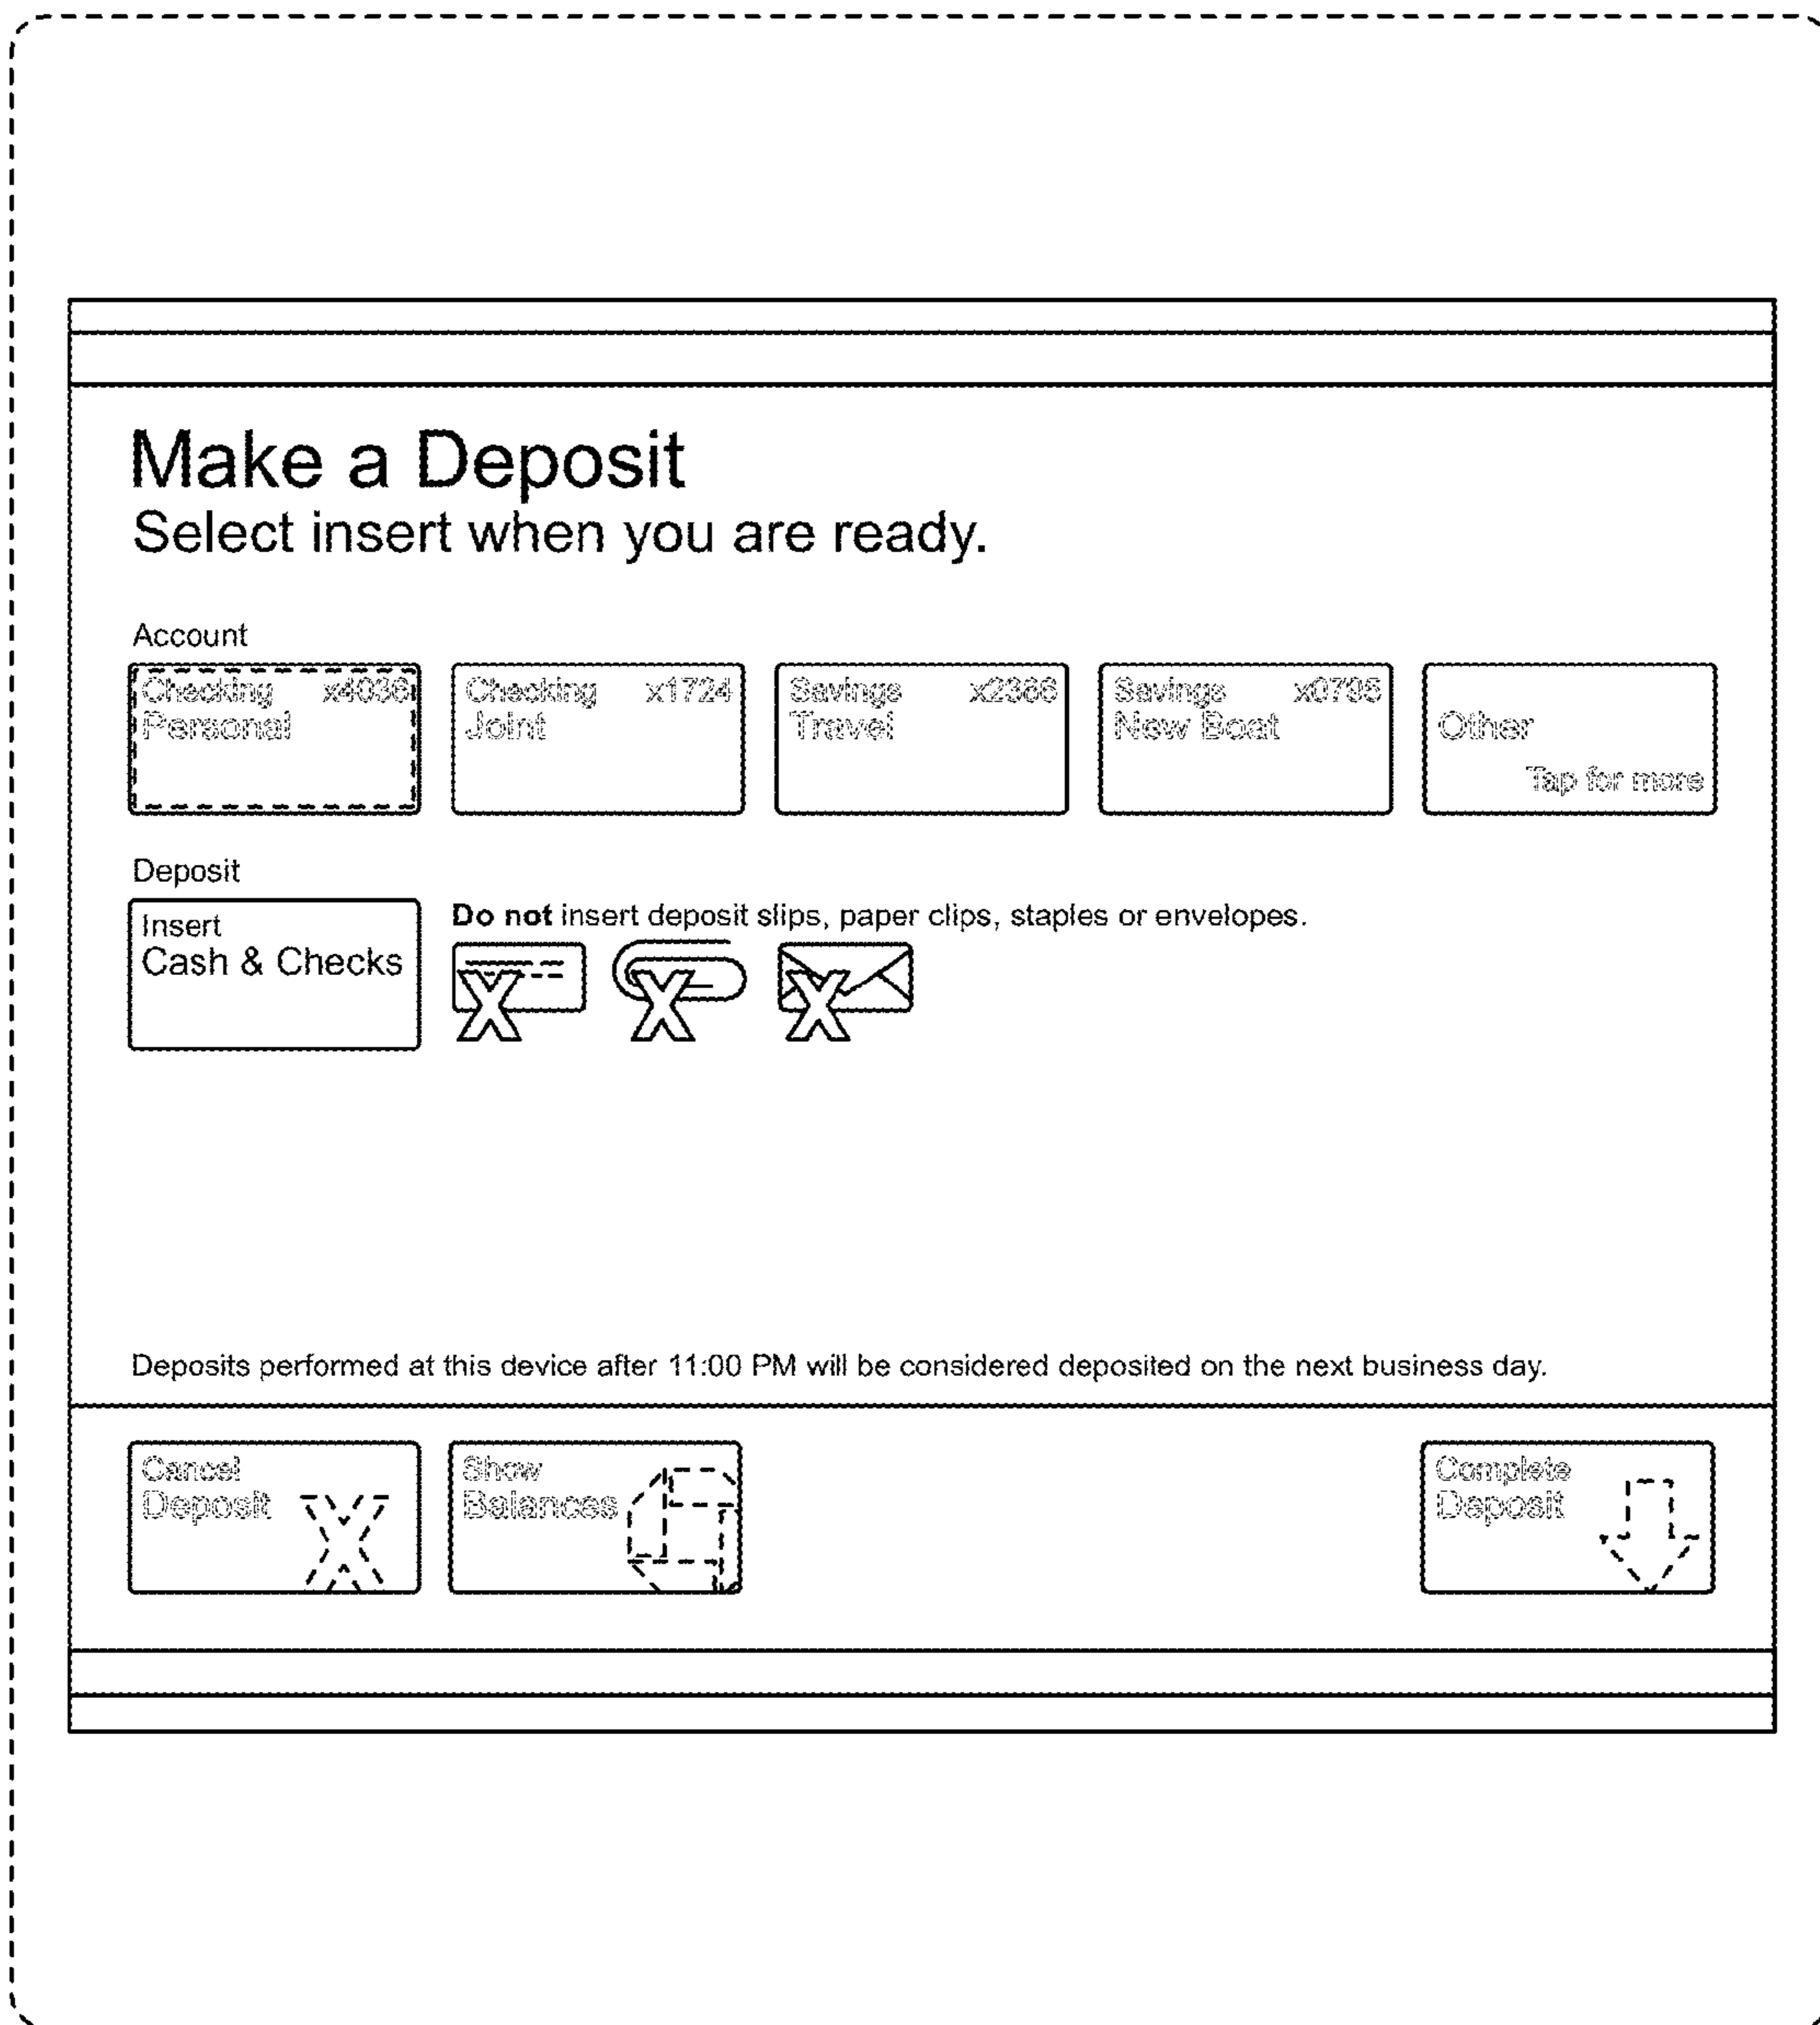 Make a Deposit
Select insert when you are ready.
Account
Checking x4036
Personal
Checking x1724
Joint
Savings x2366
Travel
Savings x0795
New Boat
Other
Tap for more
Deposit
Insert
Cash & Checks
Do not insert deposit slips, paper clips, staples or envelopes.
Deposits performed at this device after 11:00 PM will be considered deposited on the next business day.
Cancel
Deposit
Show
Balances
Complete
Deposit